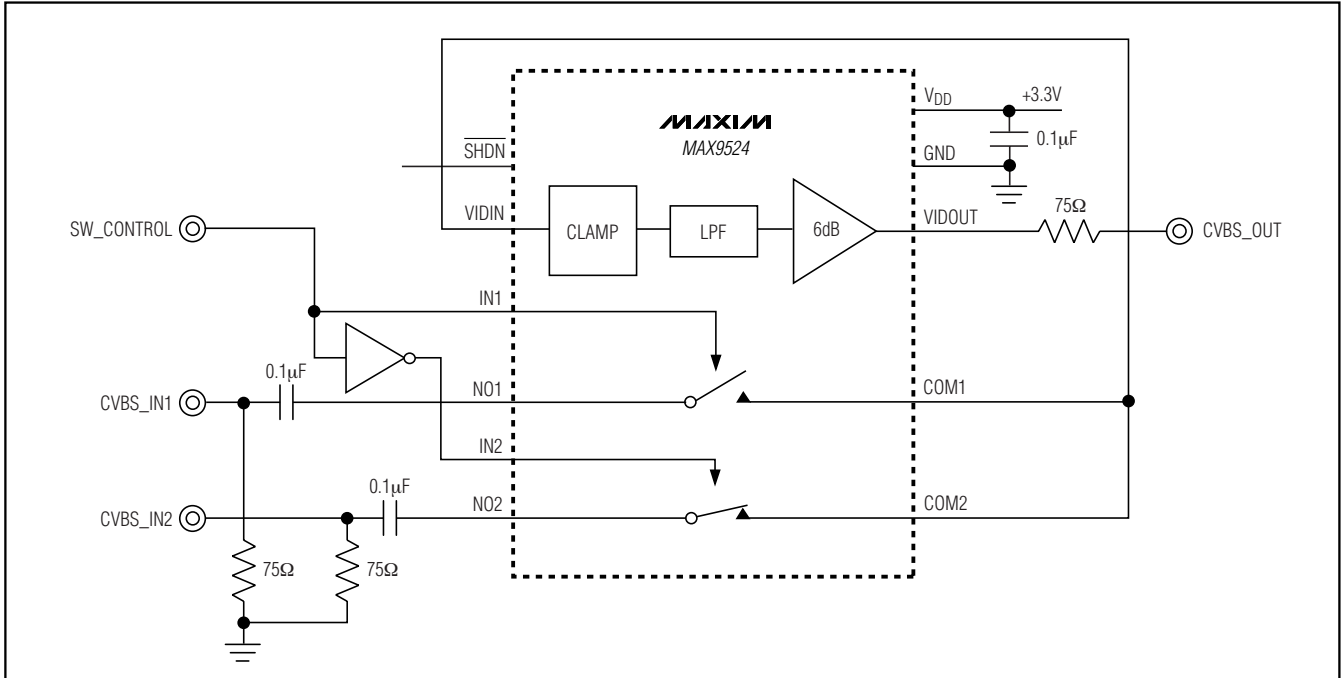 VDD
+3.3V
MAXIM
MAX9524
0.1μF
SHDN
GND
VIDIN
CLAMP
LPF
6dB
VIDOUT
75Ω
CVBS_OUT
SW_CONTROL
IN1
0.1μF
CVBS_IN1
NO1
COM1
IN2
0.1μF
CVBS_IN2
NO2
COM2
75Ω
75Ω